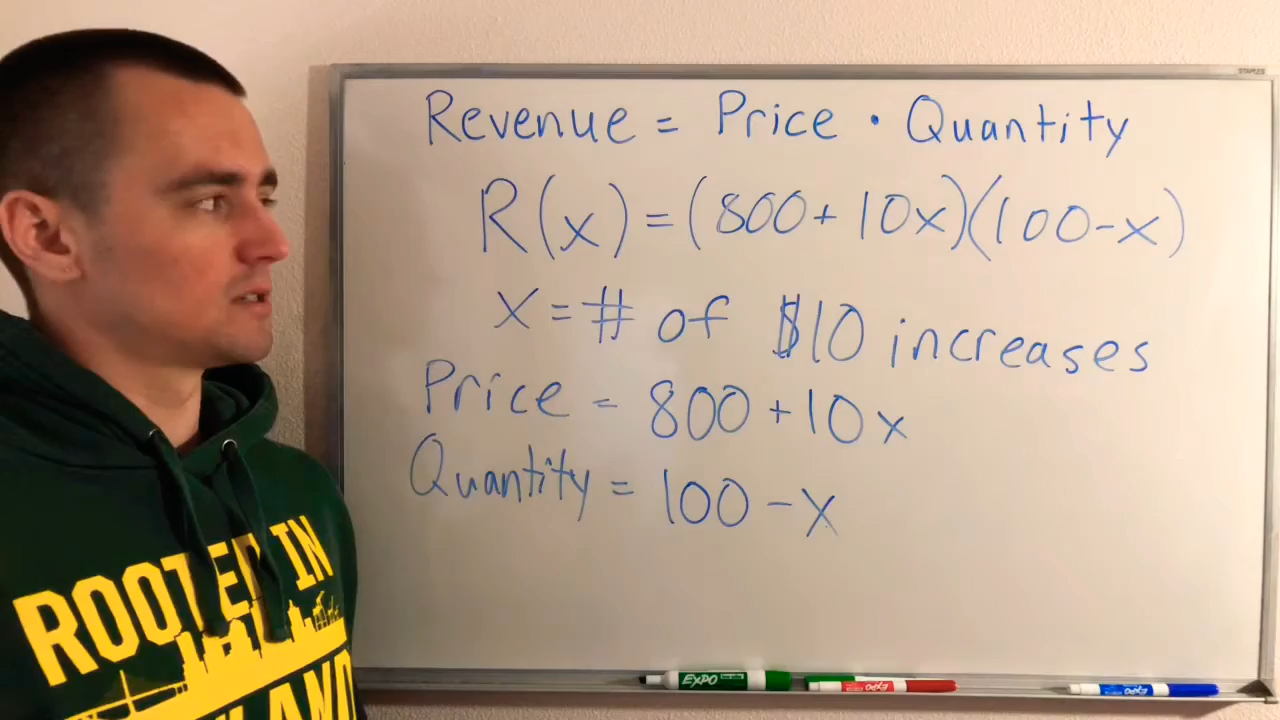 Revenue = Price · Quantity
R(x) = (800 + 10x)(100 - x)
x = # of $10 increases
Price = 800 + 10x
Quantity = 100 - x
ROOTED IN
EXPO
EXPO
EXPO
STAPLES